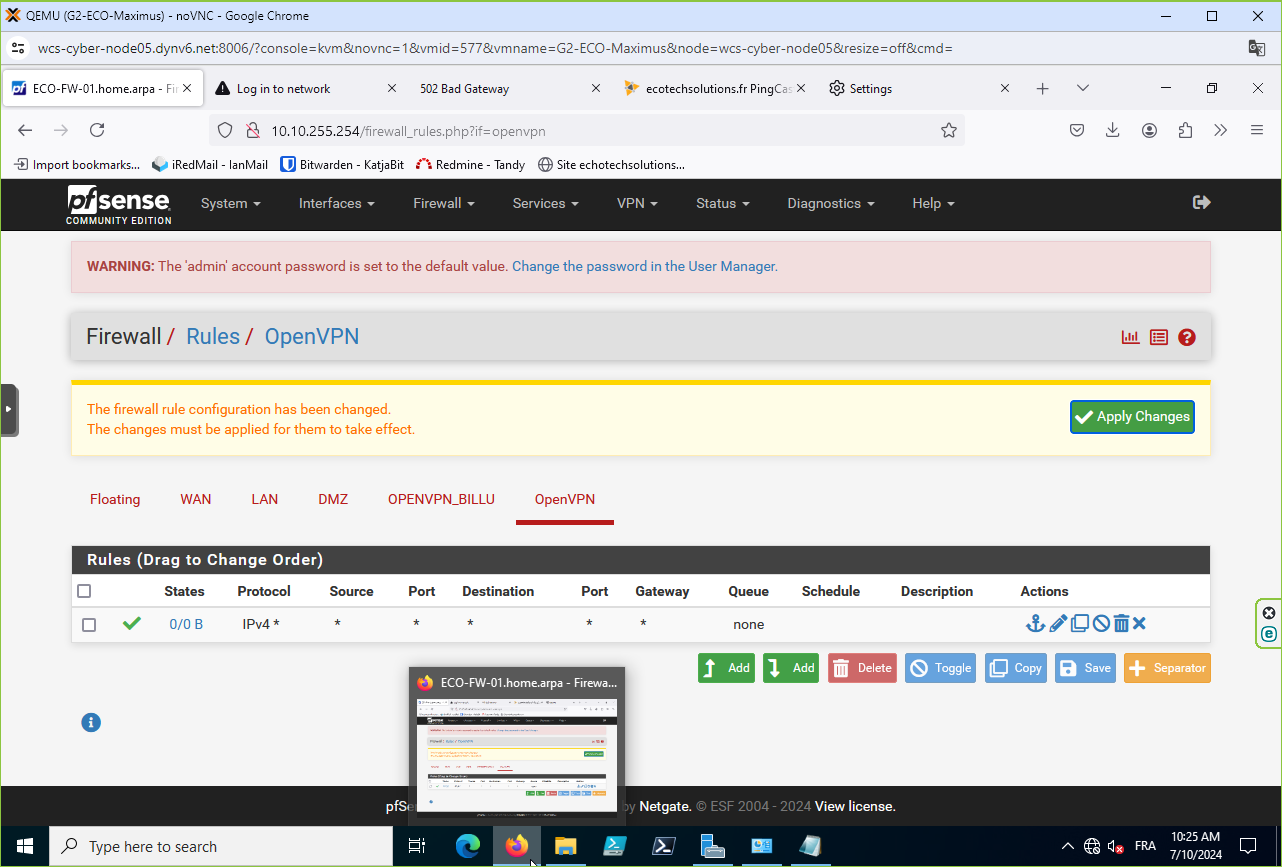 QEMU (G2-ECO-Maximus) - noVNC - Google Chrome
wcs-cyber-node05.dynv6.net:8006/?console=kvm&novnc=1&vmid=577&vmname=G2-ECO-Maximus&node=wcs-cyber-node05&resize=off&cmd=
ECO-FW-01.home.arpa - Fir
Log in to network
502 Bad Gateway
ecotechsolutions.fr PingCas
Settings
10.10.255.254/firewall_rules.php?if=openvpn
Import bookmarks...
iRedMail - IanMail
Bitwarden - KatjaBit
Redmine - Tandy
Site echotechsolutions...
pfsense
COMMUNITY EDITION
System
Interfaces
Firewall
Services
VPN
Status
Diagnostics
Help
WARNING: The 'admin' account password is set to the default value. Change the password in the User Manager.
Firewall / Rules / OpenVPN
The firewall rule configuration has been changed.
The changes must be applied for them to take effect.
Apply Changes
Floating WAN LAN DMZ OPENVPN_BILLU OpenVPN
Rules (Drag to Change Order)
States Protocol Source Port Destination Port Gateway Queue Schedule Description Actions
0/0 B IPv4 * * * * * * none
Add Add Delete Toggle Copy Save Separator
ECO-FW-01.home.arpa - Firewa...
pfSe
by Netgate. © ESF 2004 - 2024 View license.
Type here to search
FRA
10:25 AM
7/10/2024